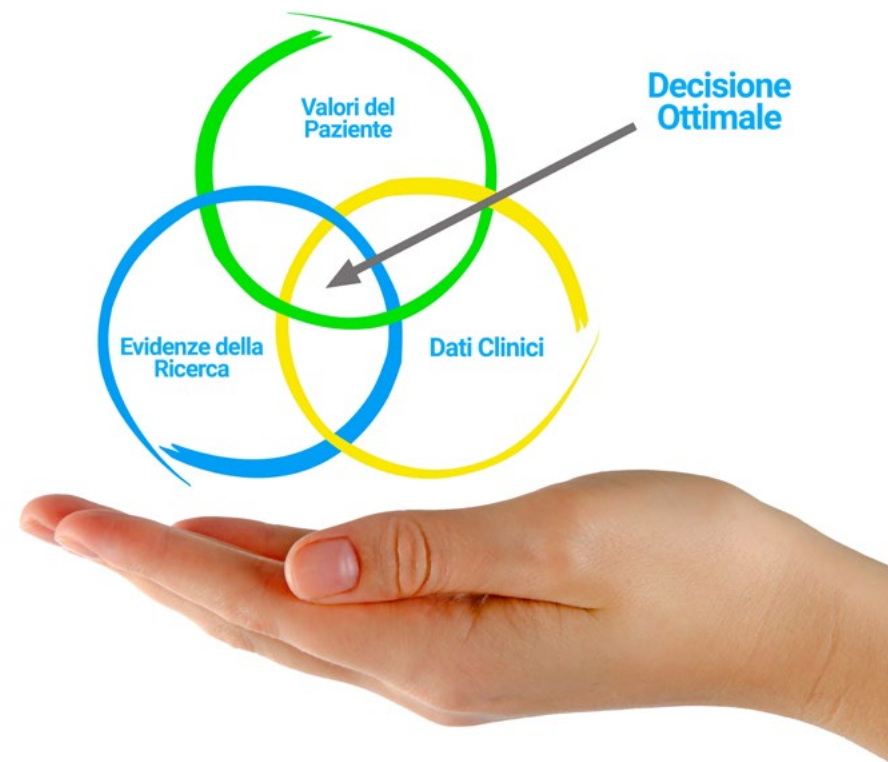 Valori del
Paziente
Decisione
Ottimale
Evidenze della
Ricerca
Dati Clinici